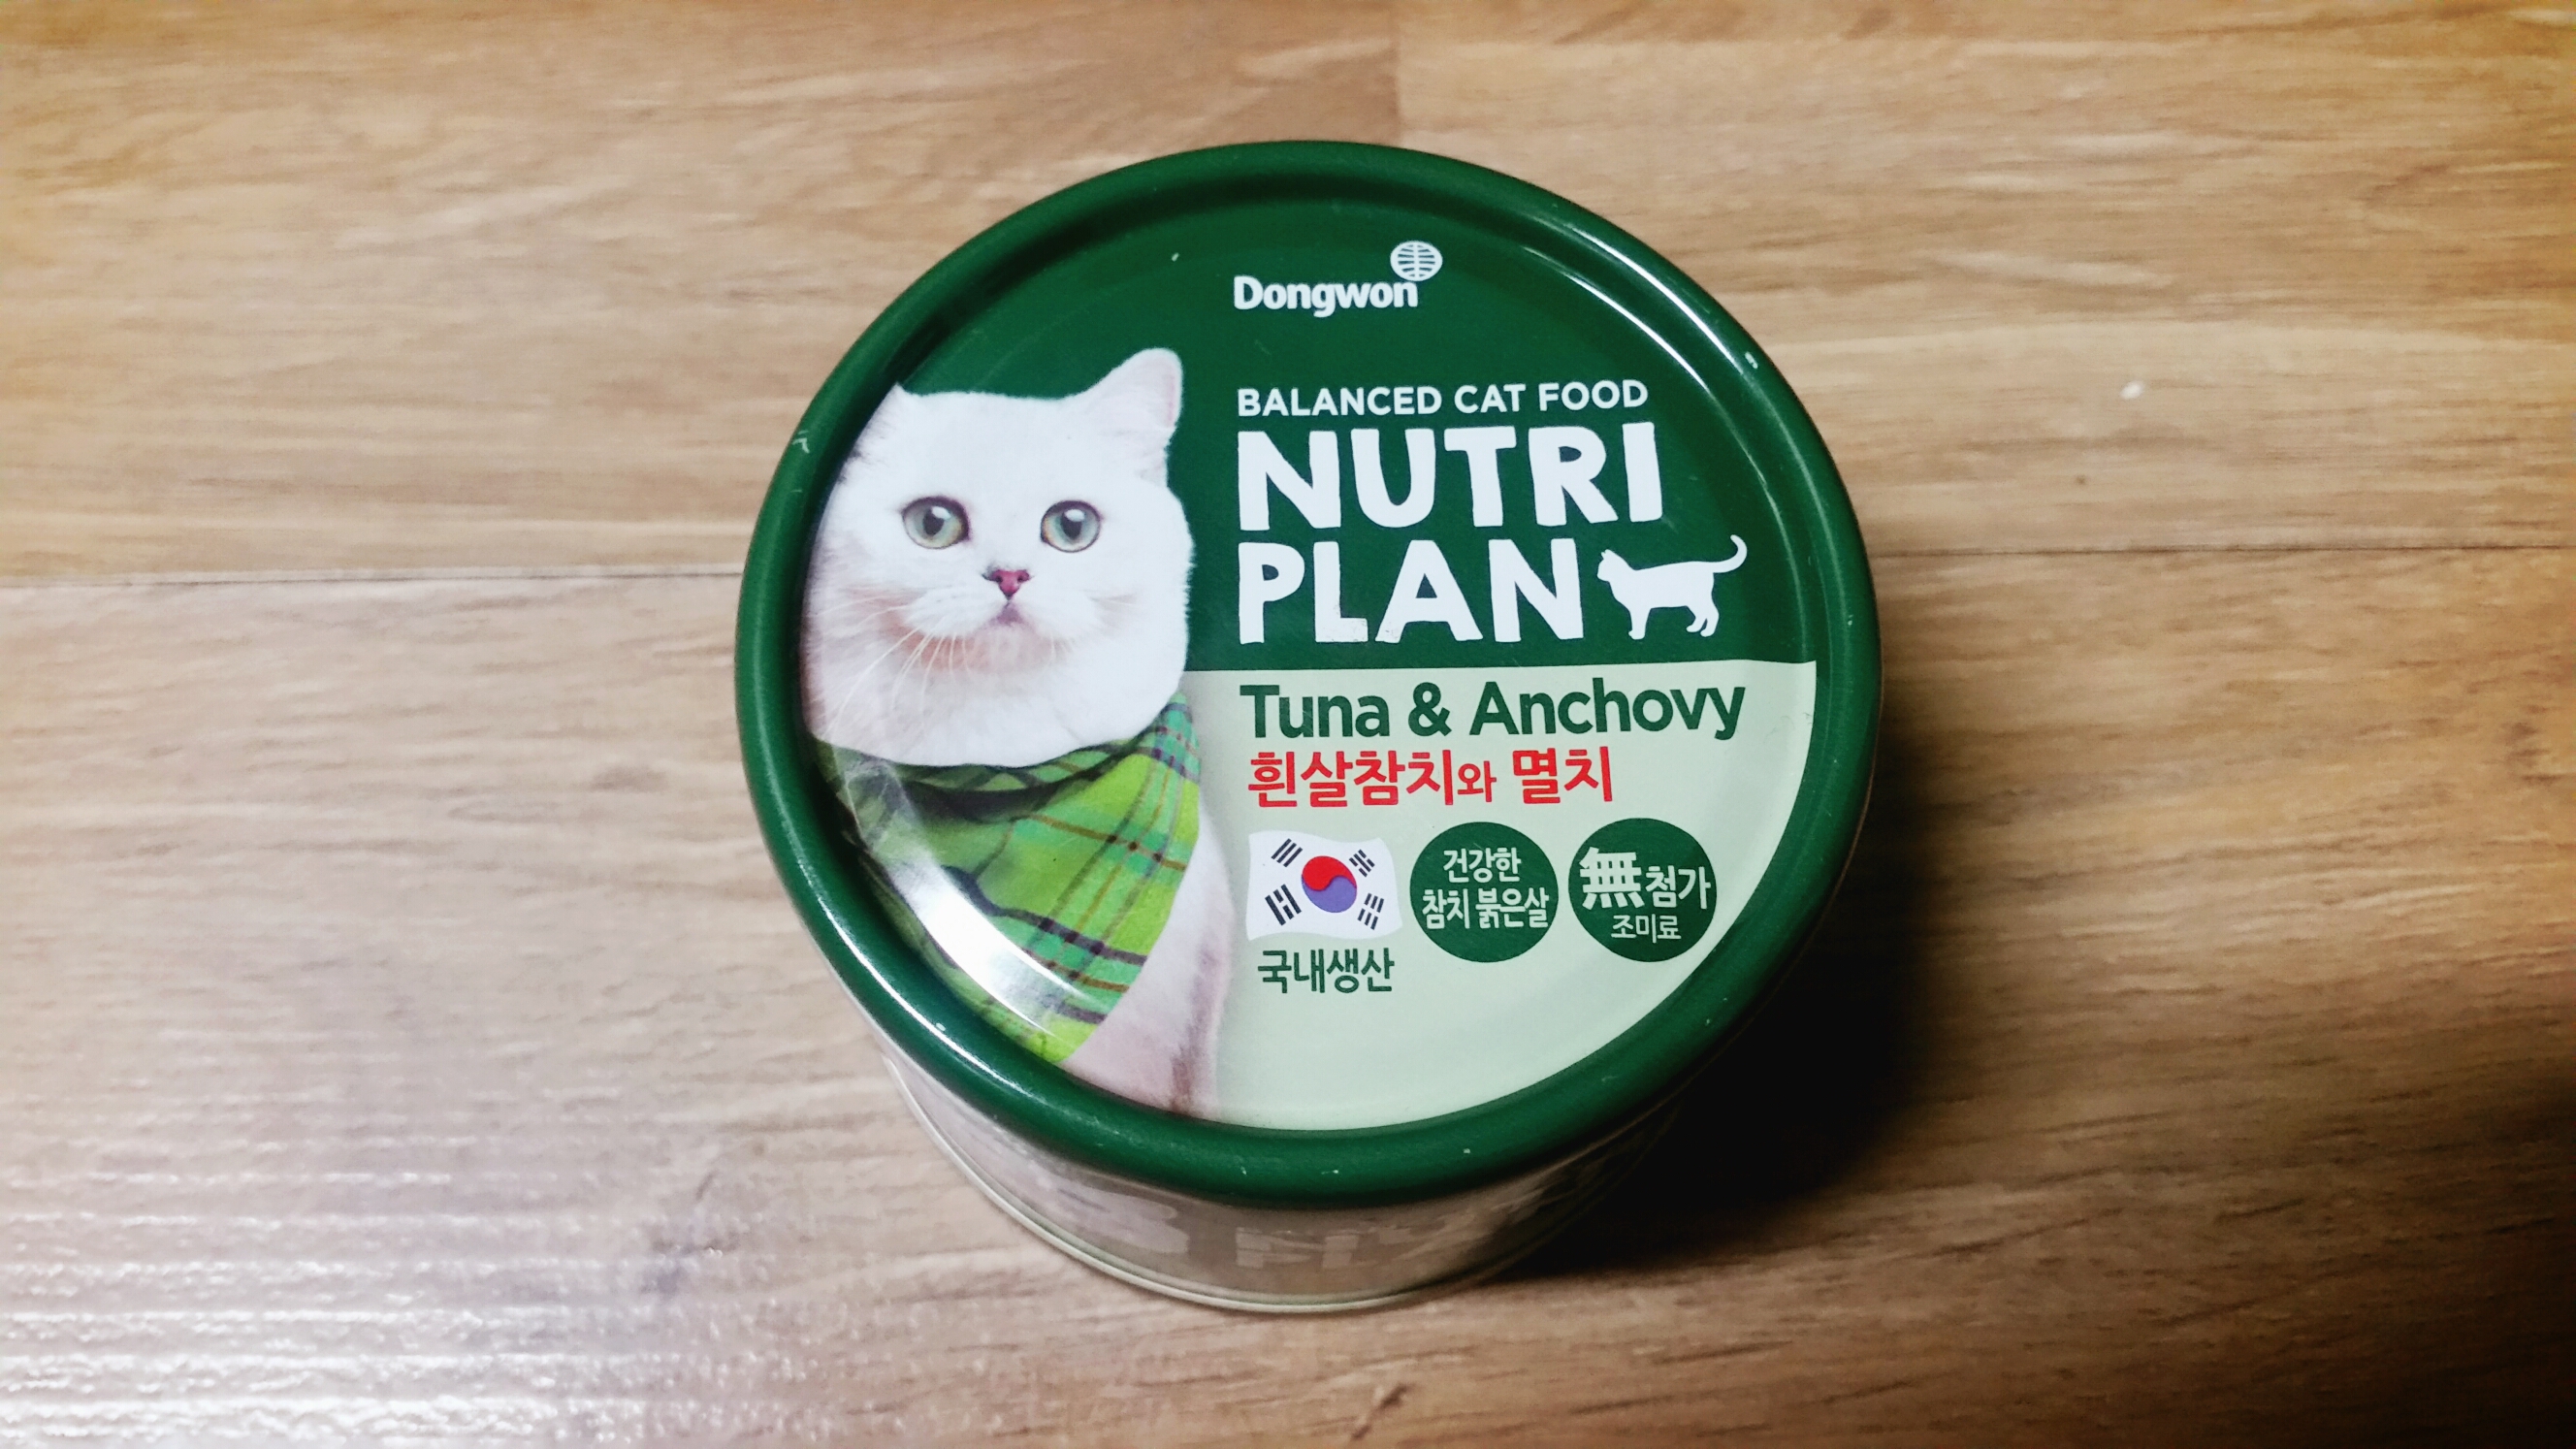 Dongwon
BALANCED CAT FOOD
NUTRI
PLAN
Tuna & Anchovy
흰살참치와 멸치
국내생산
건강한
참치 붉은살
無첨가
조미료